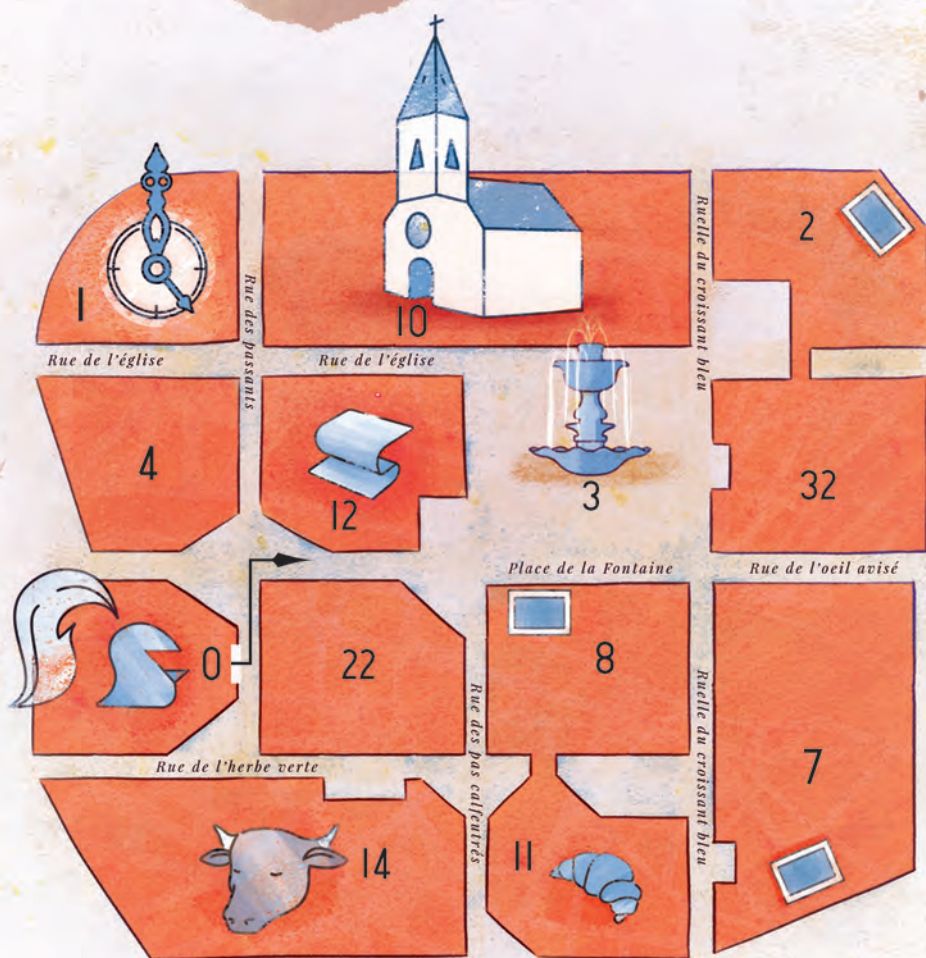 2
1
Rue des passants
Ruelle du croissant bleu
10
Rue de l'église
Rue de l'église
4
12
3
32
Place de la Fontaine
Rue de l'oeil avisé
0
22
8
Rue de l'herbe verte
Rue des pas calfeutrés
Ruelle du croissant bleu
7
14
11